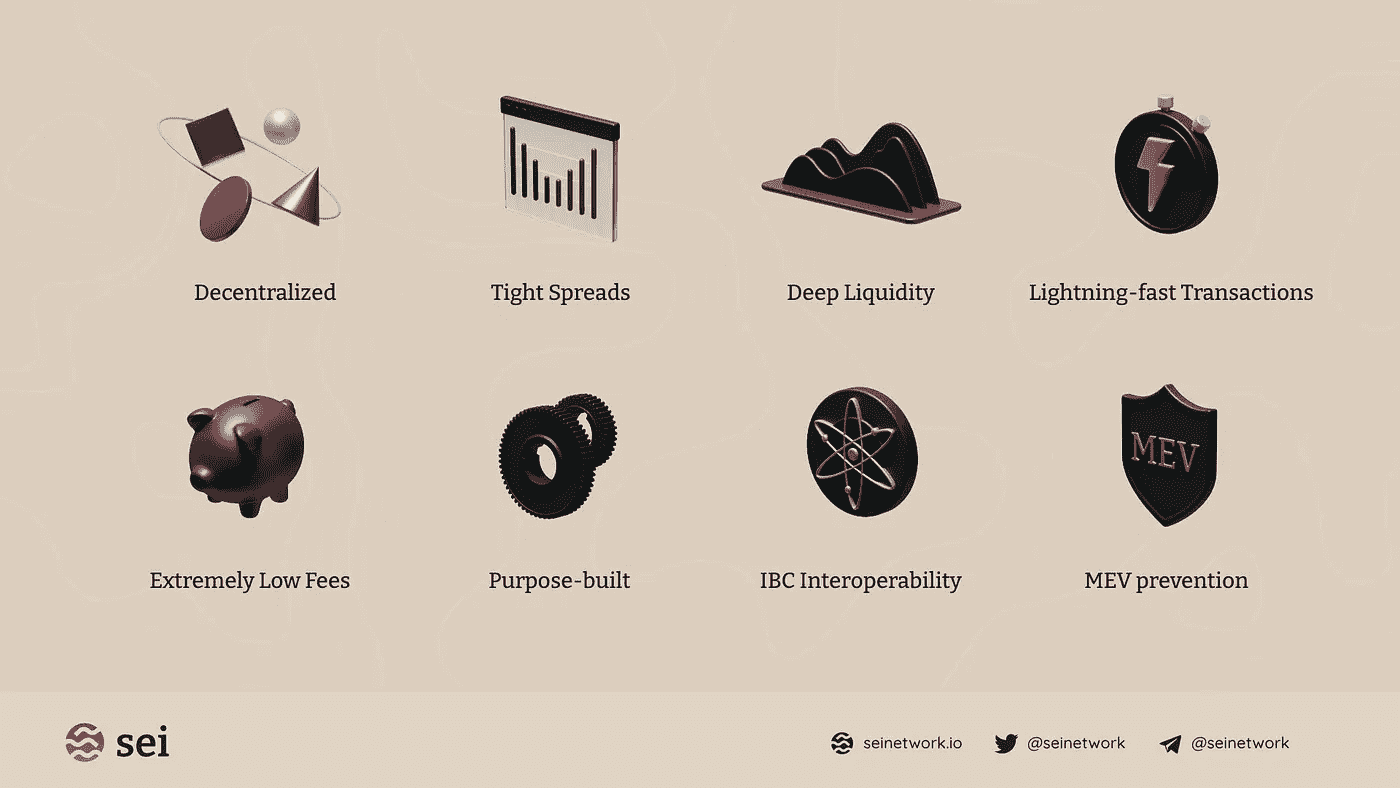 Decentralized
Tight Spreads
Deep Liquidity
Lightning-fast Transactions
MEV
Extremely Low Fees
Purpose-built
IBC Interoperability
MEV prevention
sei
seinetwork.io
@seinetwork
@seinetwork